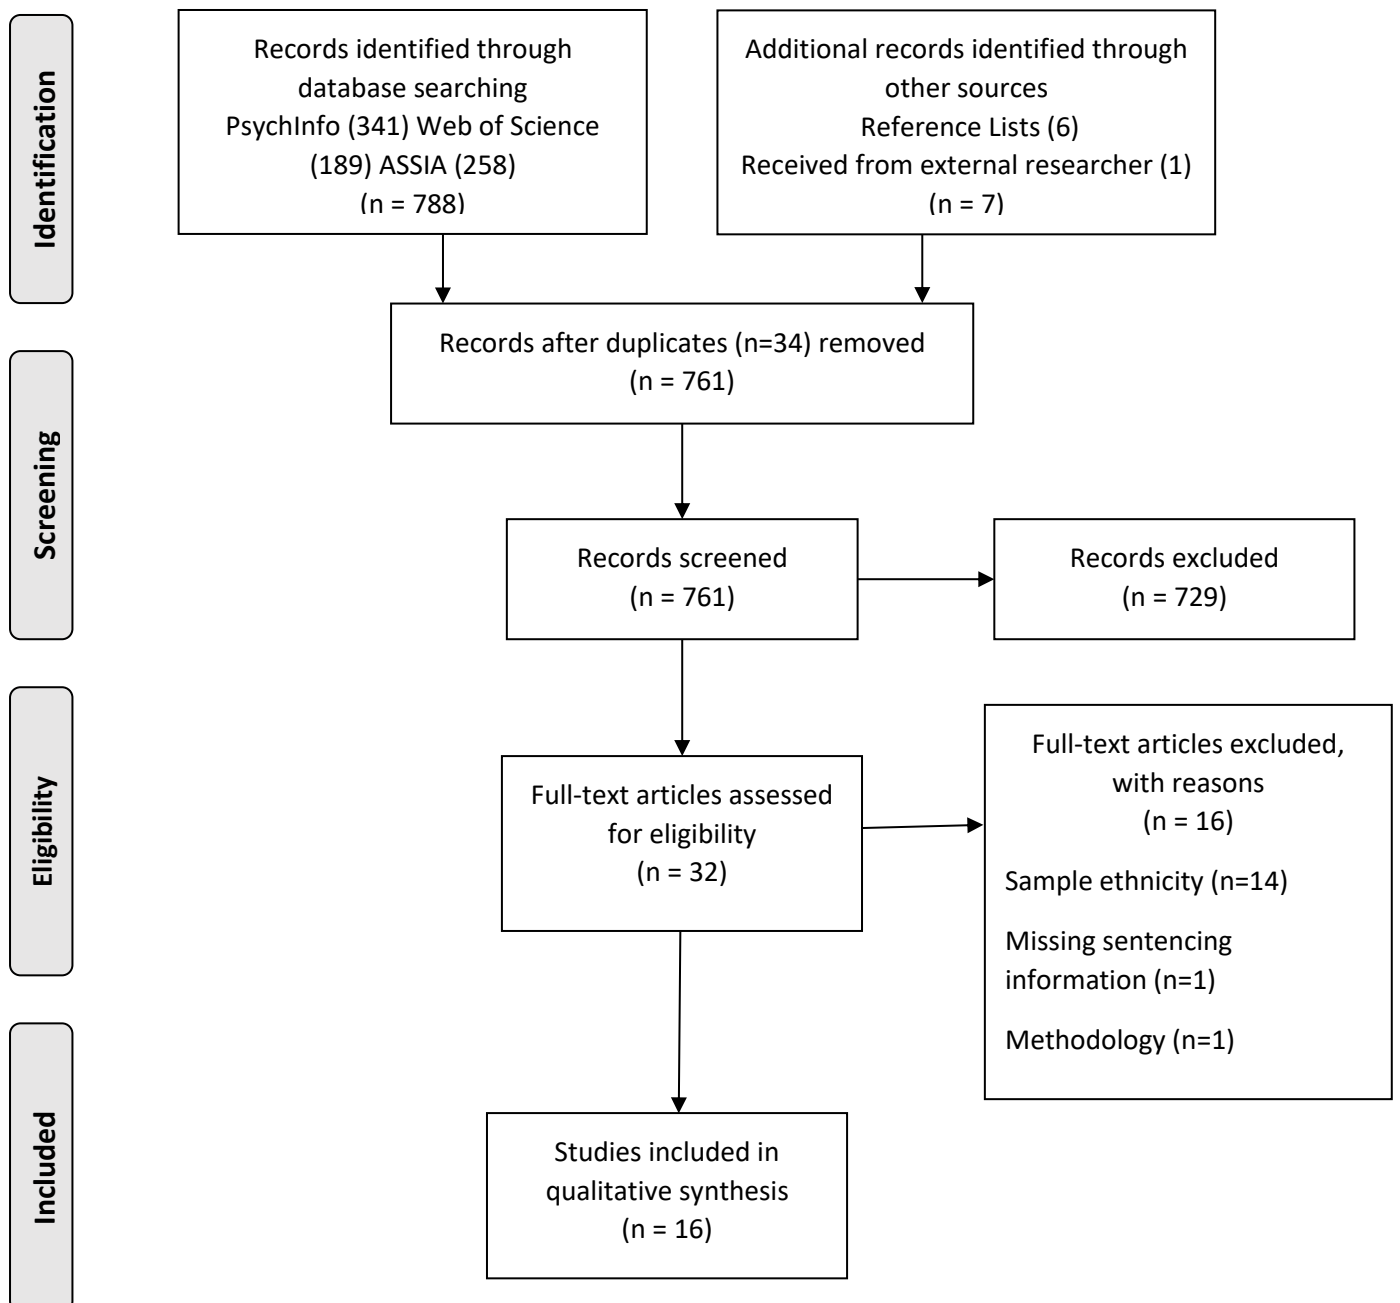 Identification
Records identified through
database searching
PsychInfo (341) Web of Science
(189) ASSIA (258)
(n = 788)
Additional records identified through
other sources
Reference Lists (6)
Received from external researcher (1)
(n = 7)
Records after duplicates (n=34) removed
(n = 761)
Screening
Records screened
(n = 761)
Records excluded
(n = 729)
Eligibility
Full-text articles assessed
for eligibility
(n = 32)
Full-text articles excluded,
with reasons
(n = 16)
Sample ethnicity (n=14)
Missing sentencing
information (n=1)
Methodology (n=1)
Included
Studies included in
qualitative synthesis
(n = 16)